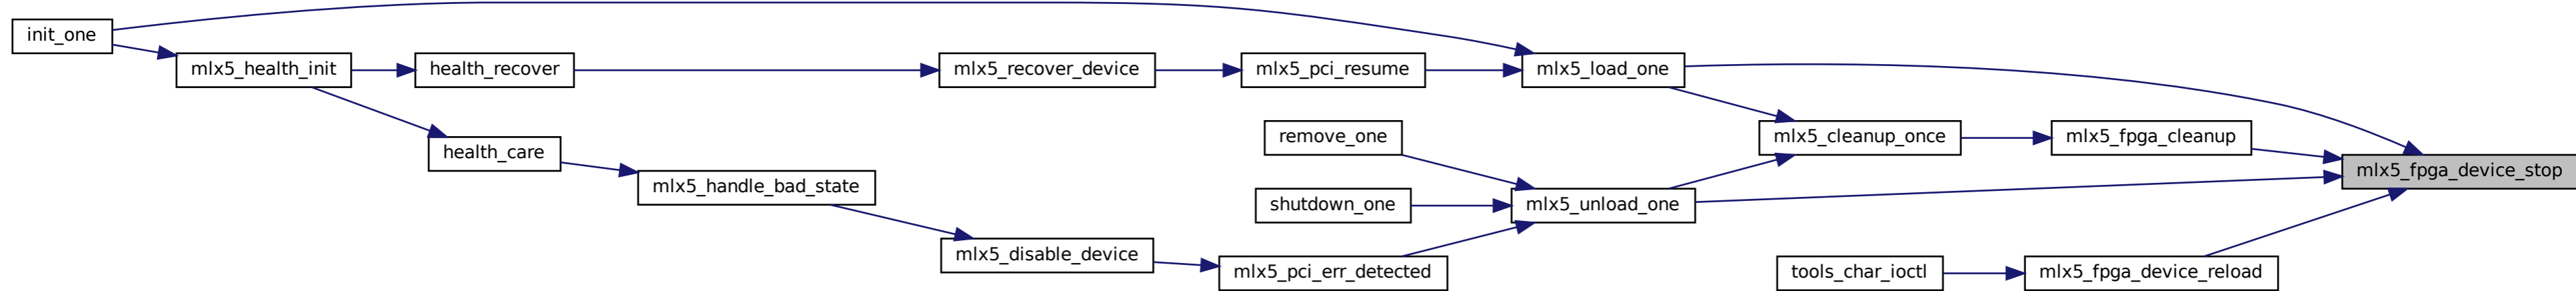 init_one
mlx5_health_init
health_recover
mlx5_recover_device
mlx5_pci_resume
mlx5_load_one
remove_one
mlx5_cleanup_once
mlx5_fpga_cleanup
health_care
mlx5_fpga_device_stop
mlx5_handle_bad_state
shutdown_one
mlx5_unload_one
mlx5_disable_device
mlx5_pci_err_detected
tools_char_ioctl
mlx5_fpga_device_reload